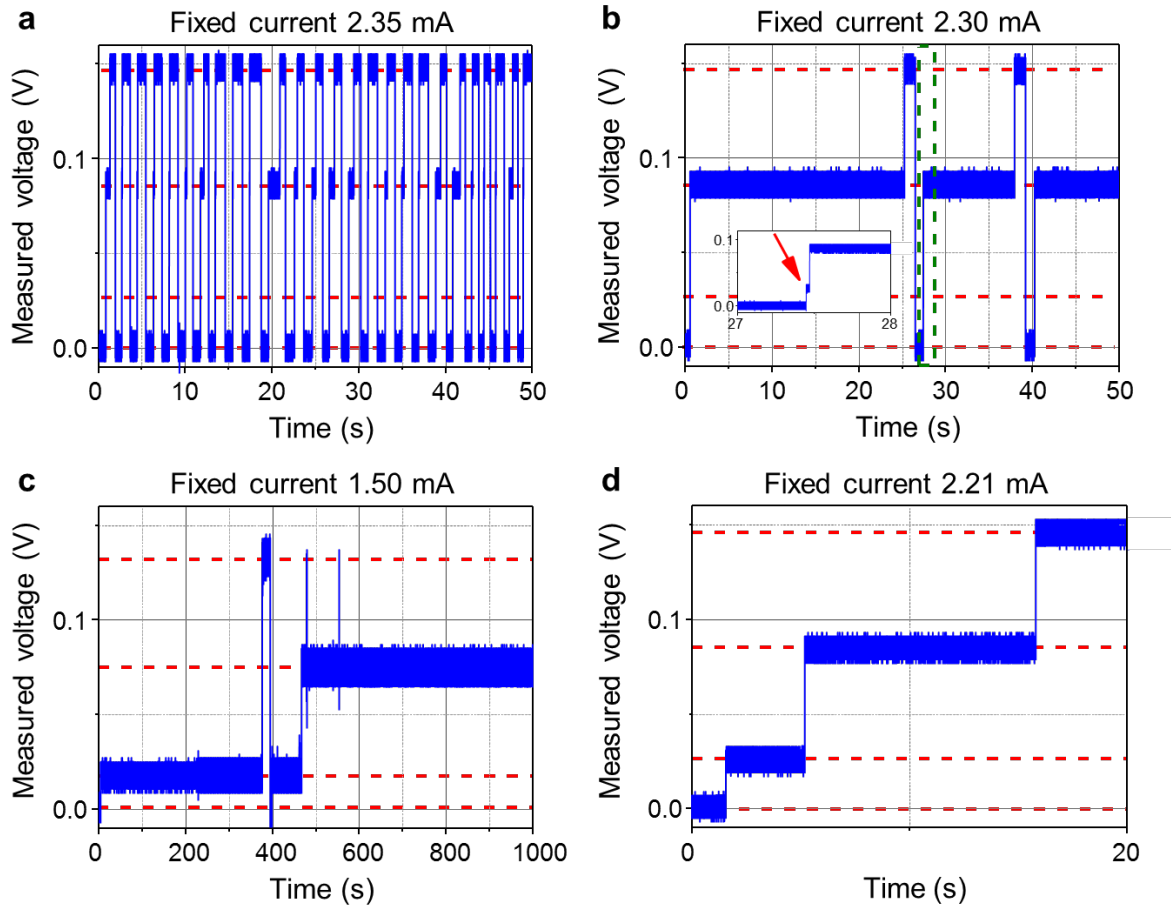 a
Fixed current 2.35 mA
Measured voltage (V)
0.1
0.0
0 10 20 30 40 50
Time (s)
b
Fixed current 2.30 mA
Measured voltage (V)
0.1
0.0
0.1
0.0
27 28
0 10 20 30 40 50
Time (s)
c
Fixed current 1.50 mA
Measured voltage (V)
0.1
0.0
0 200 400 600 800 1000
Time (s)
d
Fixed current 2.21 mA
Measured voltage (V)
0.1
0.0
0 20
Time (s)